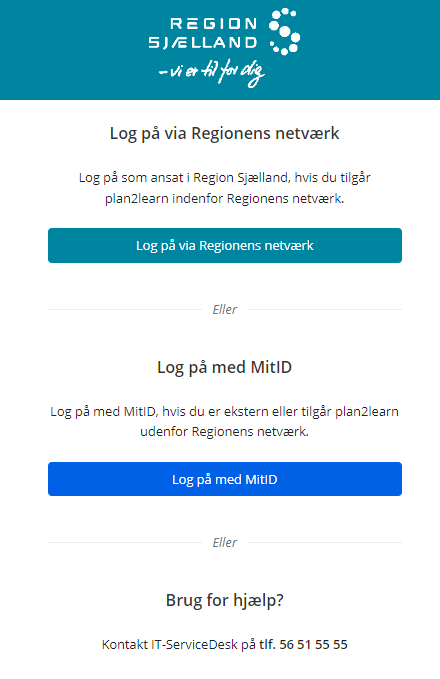 REGION
SJÆLLAND
– vi er til for dig
Log på via Regionens netværk
Log på som ansat i Region Sjælland, hvis du tilgår
plan2learn indenfor Regionens netværk.
Log på via Regionens netværk
Eller
Log på med MitID
Log på med MitID, hvis du er ekstern eller tilgår plan2learn
udenfor Regionens netværk.
Log på med MitID
Eller
Brug for hjælp?
Kontakt IT-ServiceDesk på tlf. 56 51 55 55